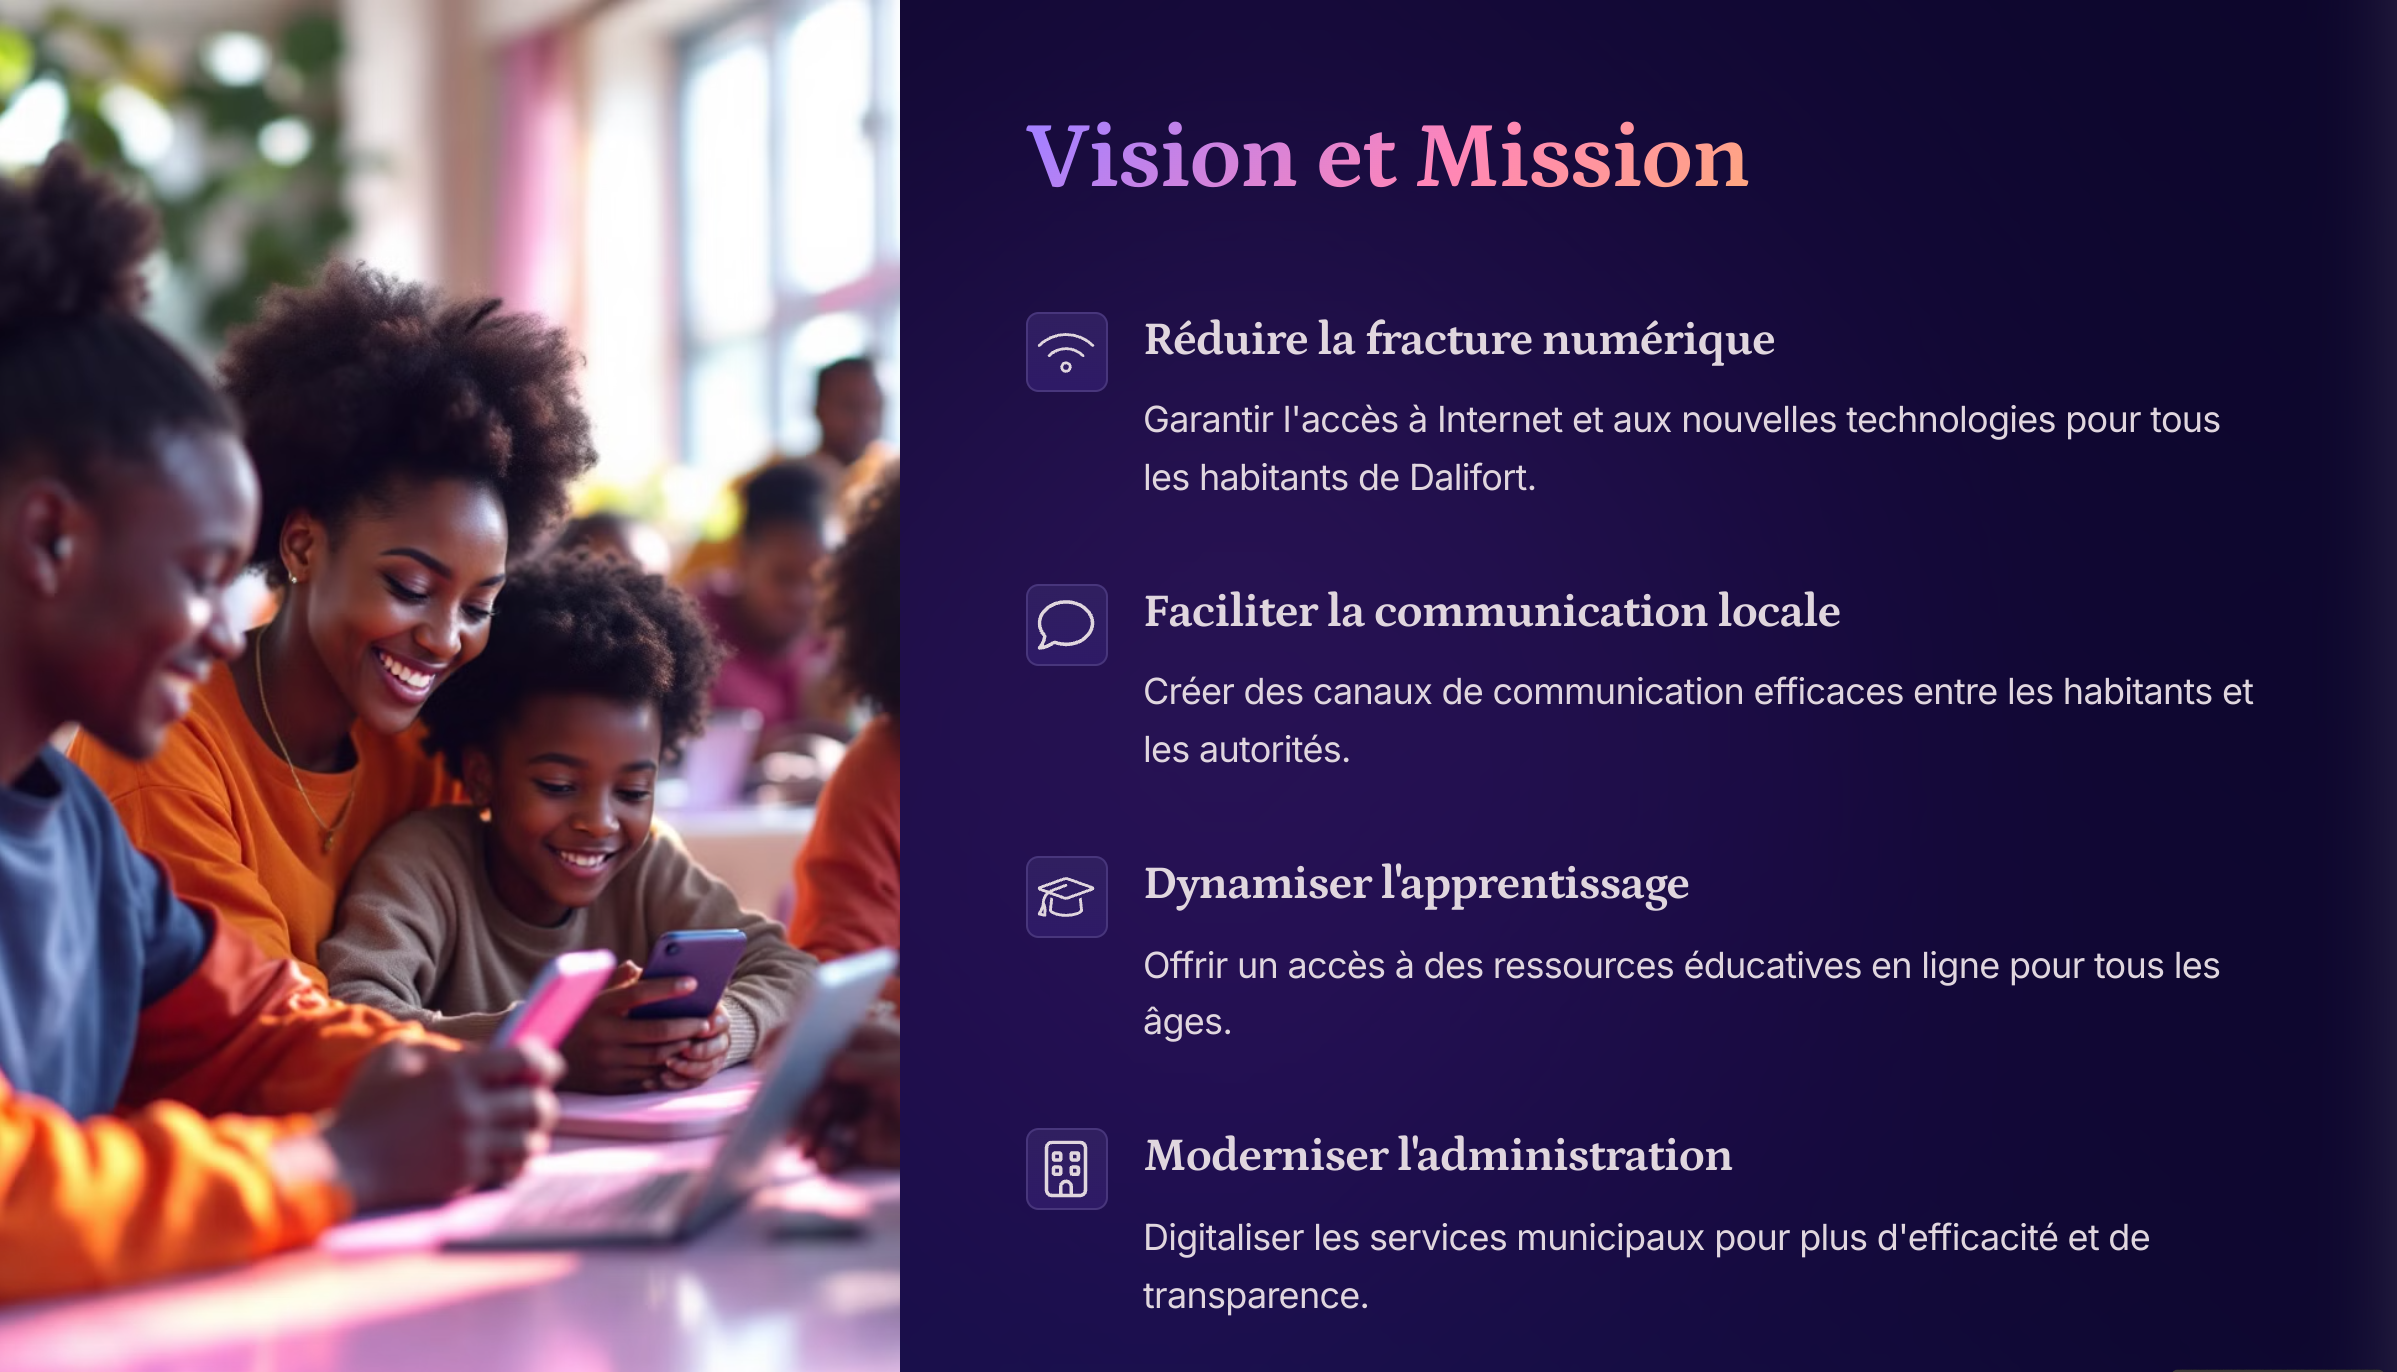 Vision et Mission
Réduire la fracture numérique
Garantir l'accès à Internet et aux nouvelles technologies pour tous
les habitants de Dalifort.
Faciliter la communication locale
Créer des canaux de communication efficaces entre les habitants et
les autorités.
Dynamiser l'apprentissage
Offrir un accès à des ressources éducatives en ligne pour tous les
âges.
Moderniser l'administration
Digitaliser les services municipaux pour plus d'efficacité et de
transparence.